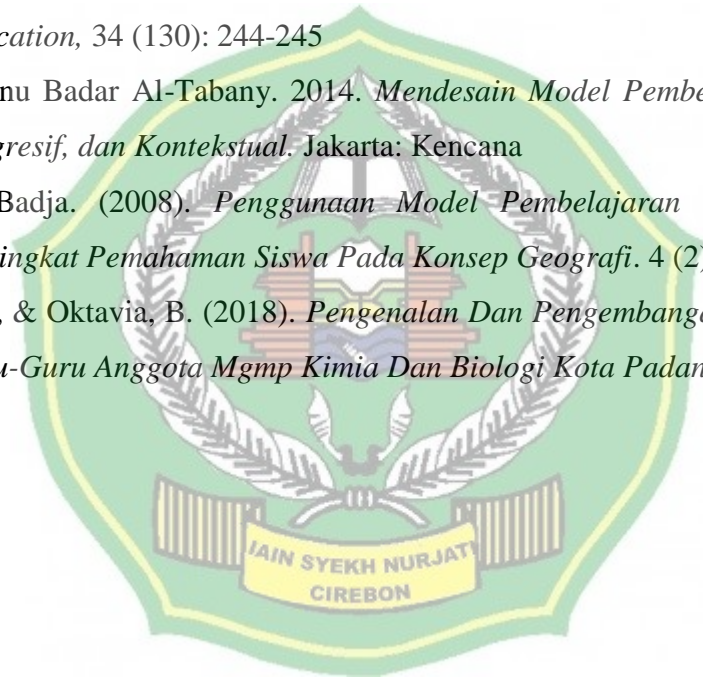 cation, 34 (130): 244-245
nu Badar Al-Tabany. 2014. Mendesain Model Pembe
gresif, dan Kontekstual. Jakarta: Kencana
Badja. (2008). Penggunaan Model Pembelajaran
ingkat Pemahaman Siswa Pada Konsep Geografi. 4 (2)
, & Oktavia, B. (2018). Pengenalan Dan Pengembanga
u-Guru Anggota Mgmp Kimia Dan Biologi Kota Padan
IAIN SYEKH NURJATI
CIREBON